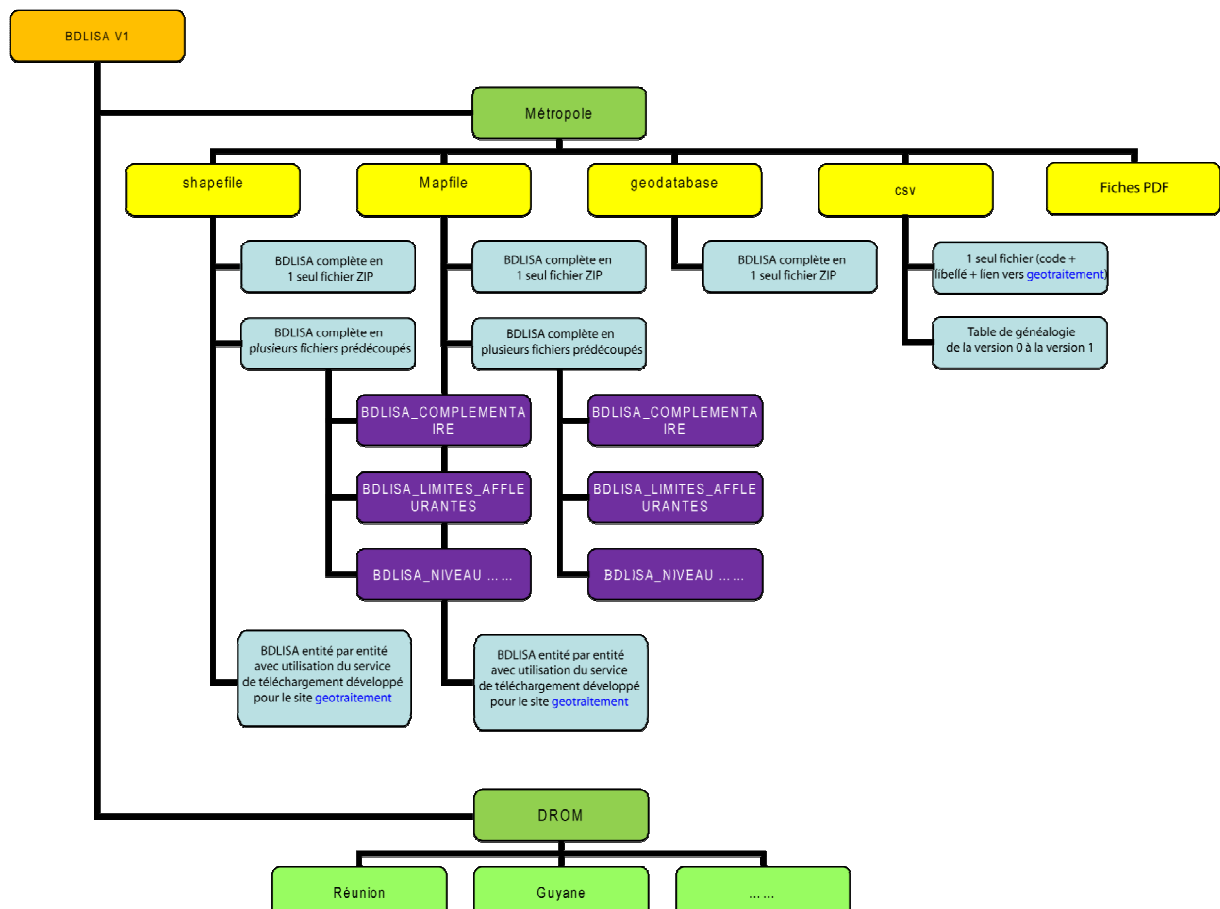 BDLISA V1
Métropole
shapefile
Mapfile
geodatabase
csv
Fiches PDF
BDLISA complète en
1 seul fichier ZIP
BDLISA complète en
1 seul fichier ZIP
BDLISA complète en
1 seul fichier ZIP
1 seul fichier (code +
libellé + lien vers geotraitement)
BDLISA complète en
plusieurs fichiers prédécoupés
BDLISA complète en
plusieurs fichiers prédécoupés
Table de généalogie
de la version 0 à la version 1
BDLISA_COMPLEMENTA
IRE
BDLISA_COMPLEMENTA
IRE
BDLISA_LIMITES_AFFLE
URANTES
BDLISA_LIMITES_AFFLE
URANTES
BDLISA_NIVEAU ... ...
BDLISA_NIVEAU ... ...
BDLISA entité par entité
avec utilisation du service
de téléchargement développé
pour le site geotraitement
BDLISA entité par entité
avec utilisation du service
de téléchargement développé
pour le site geotraitement
DROM
Réunion
Guyane
... ...